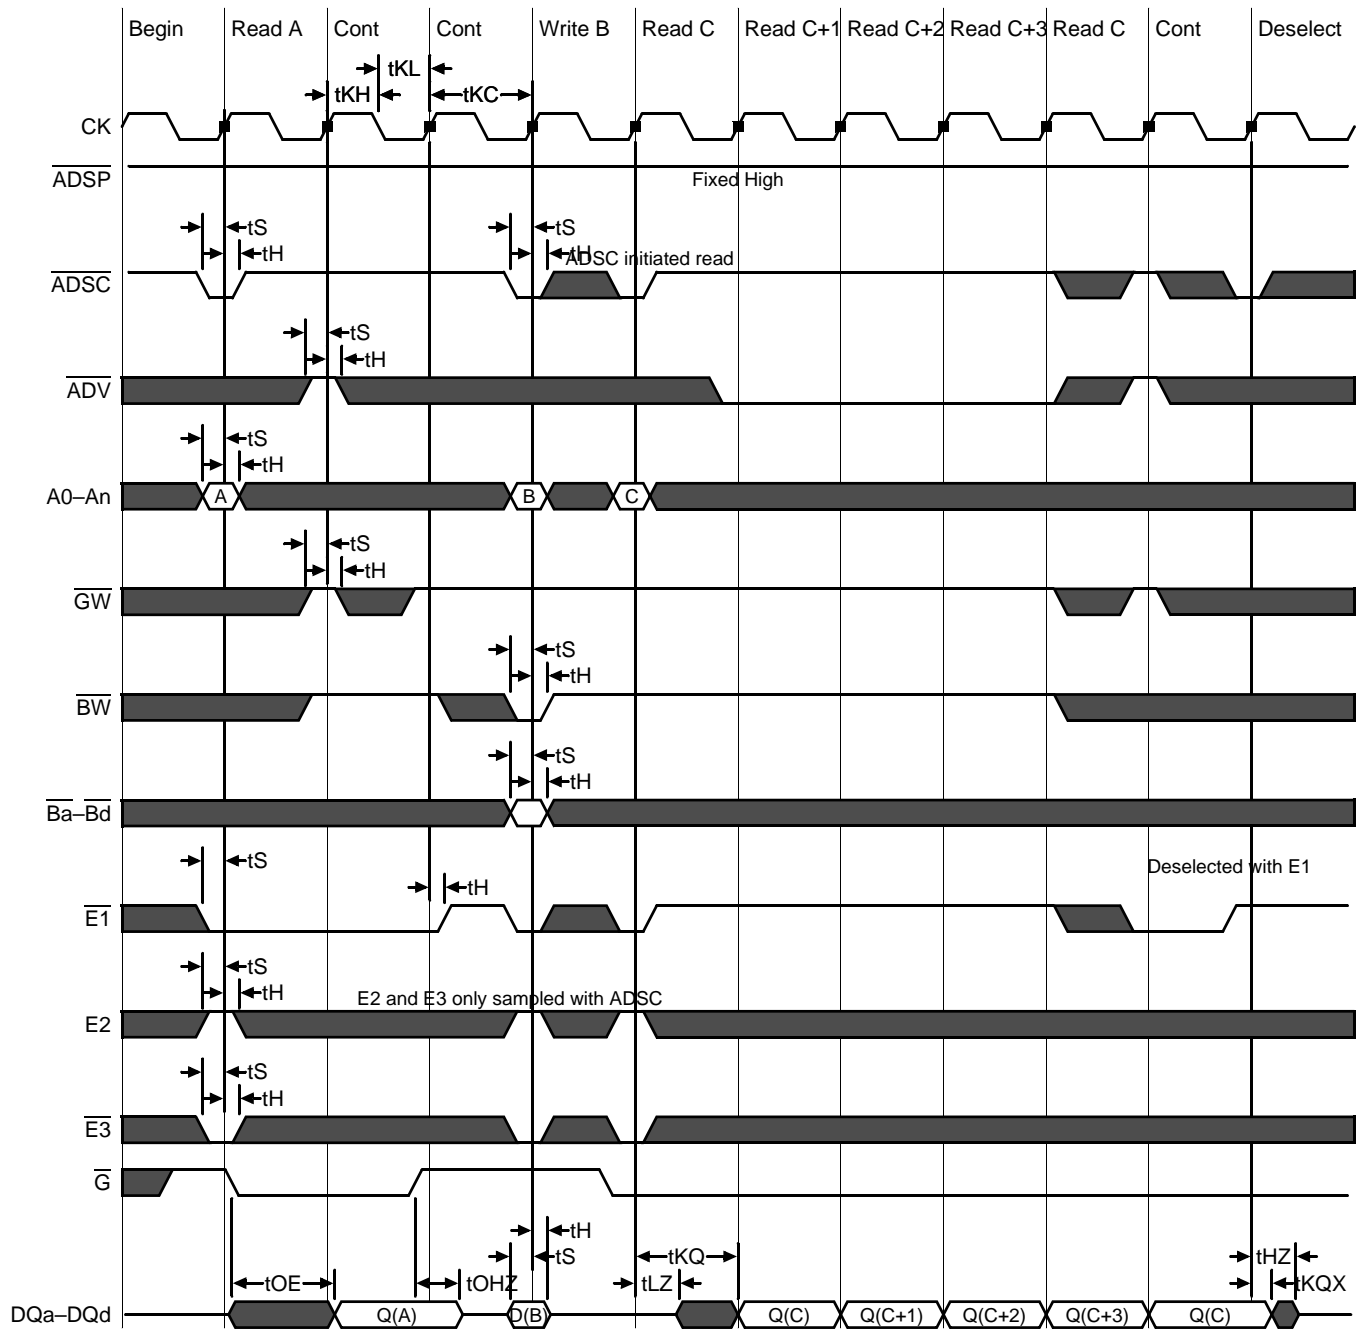 Begin Read A Cont Cont Write B Read C Read C+1 Read C+2 Read C+3 Read C Cont Deselect
tKL
tKH tKC
CK
ADSP Fixed High
tS tS
tH tH
ADSC initiated read
ADSC
tS
tH
ADV
tS
tH
A0–An A B C
tS
tH
GW
tS
tH
BW
tS
tH
Ba–Bd
tS Deselected with E1
tH
E1
tS
tH E2 and E3 only sampled with ADSC
E2
tS
tH
E3
G
tH
tS tKQ tHZ
tOE tOHZ tLZ tKQX
DQa–DQd Q(A) D(B) Q(C) Q(C+1) Q(C+2) Q(C+3) Q(C)